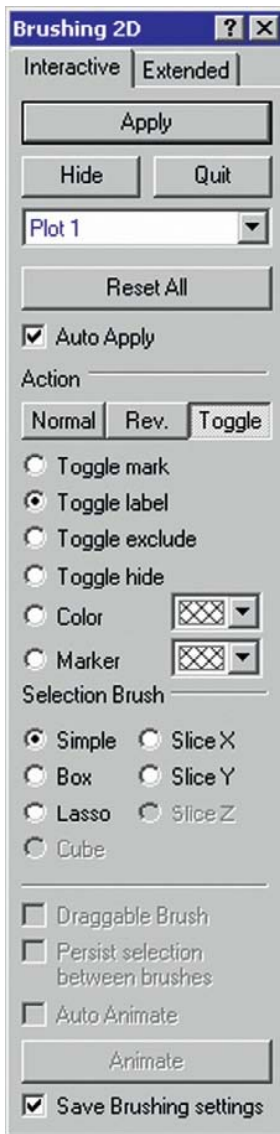 Brushing 2D ? X
Interactive Extended
Apply
Hide Quit
Plot 1
Reset All
Auto Apply
Action
Normal Rev. Toggle
Toggle mark
Toggle label
Toggle exclude
Toggle hide
Color
Marker
Selection Brush
Simple Slice X
Box Slice Y
Lasso Slice Z
Cube
Draggable Brush
Persist selection
between brushes
Auto Animate
Animate
Save Brushing settings